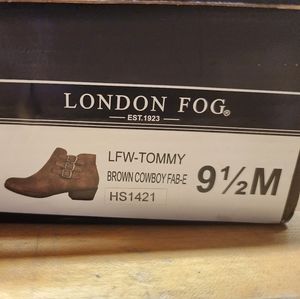 LONDON FOG®
EST.1923
LFW-TOMMY
BROWN COWBOY FAB-E
HS1421
9½M